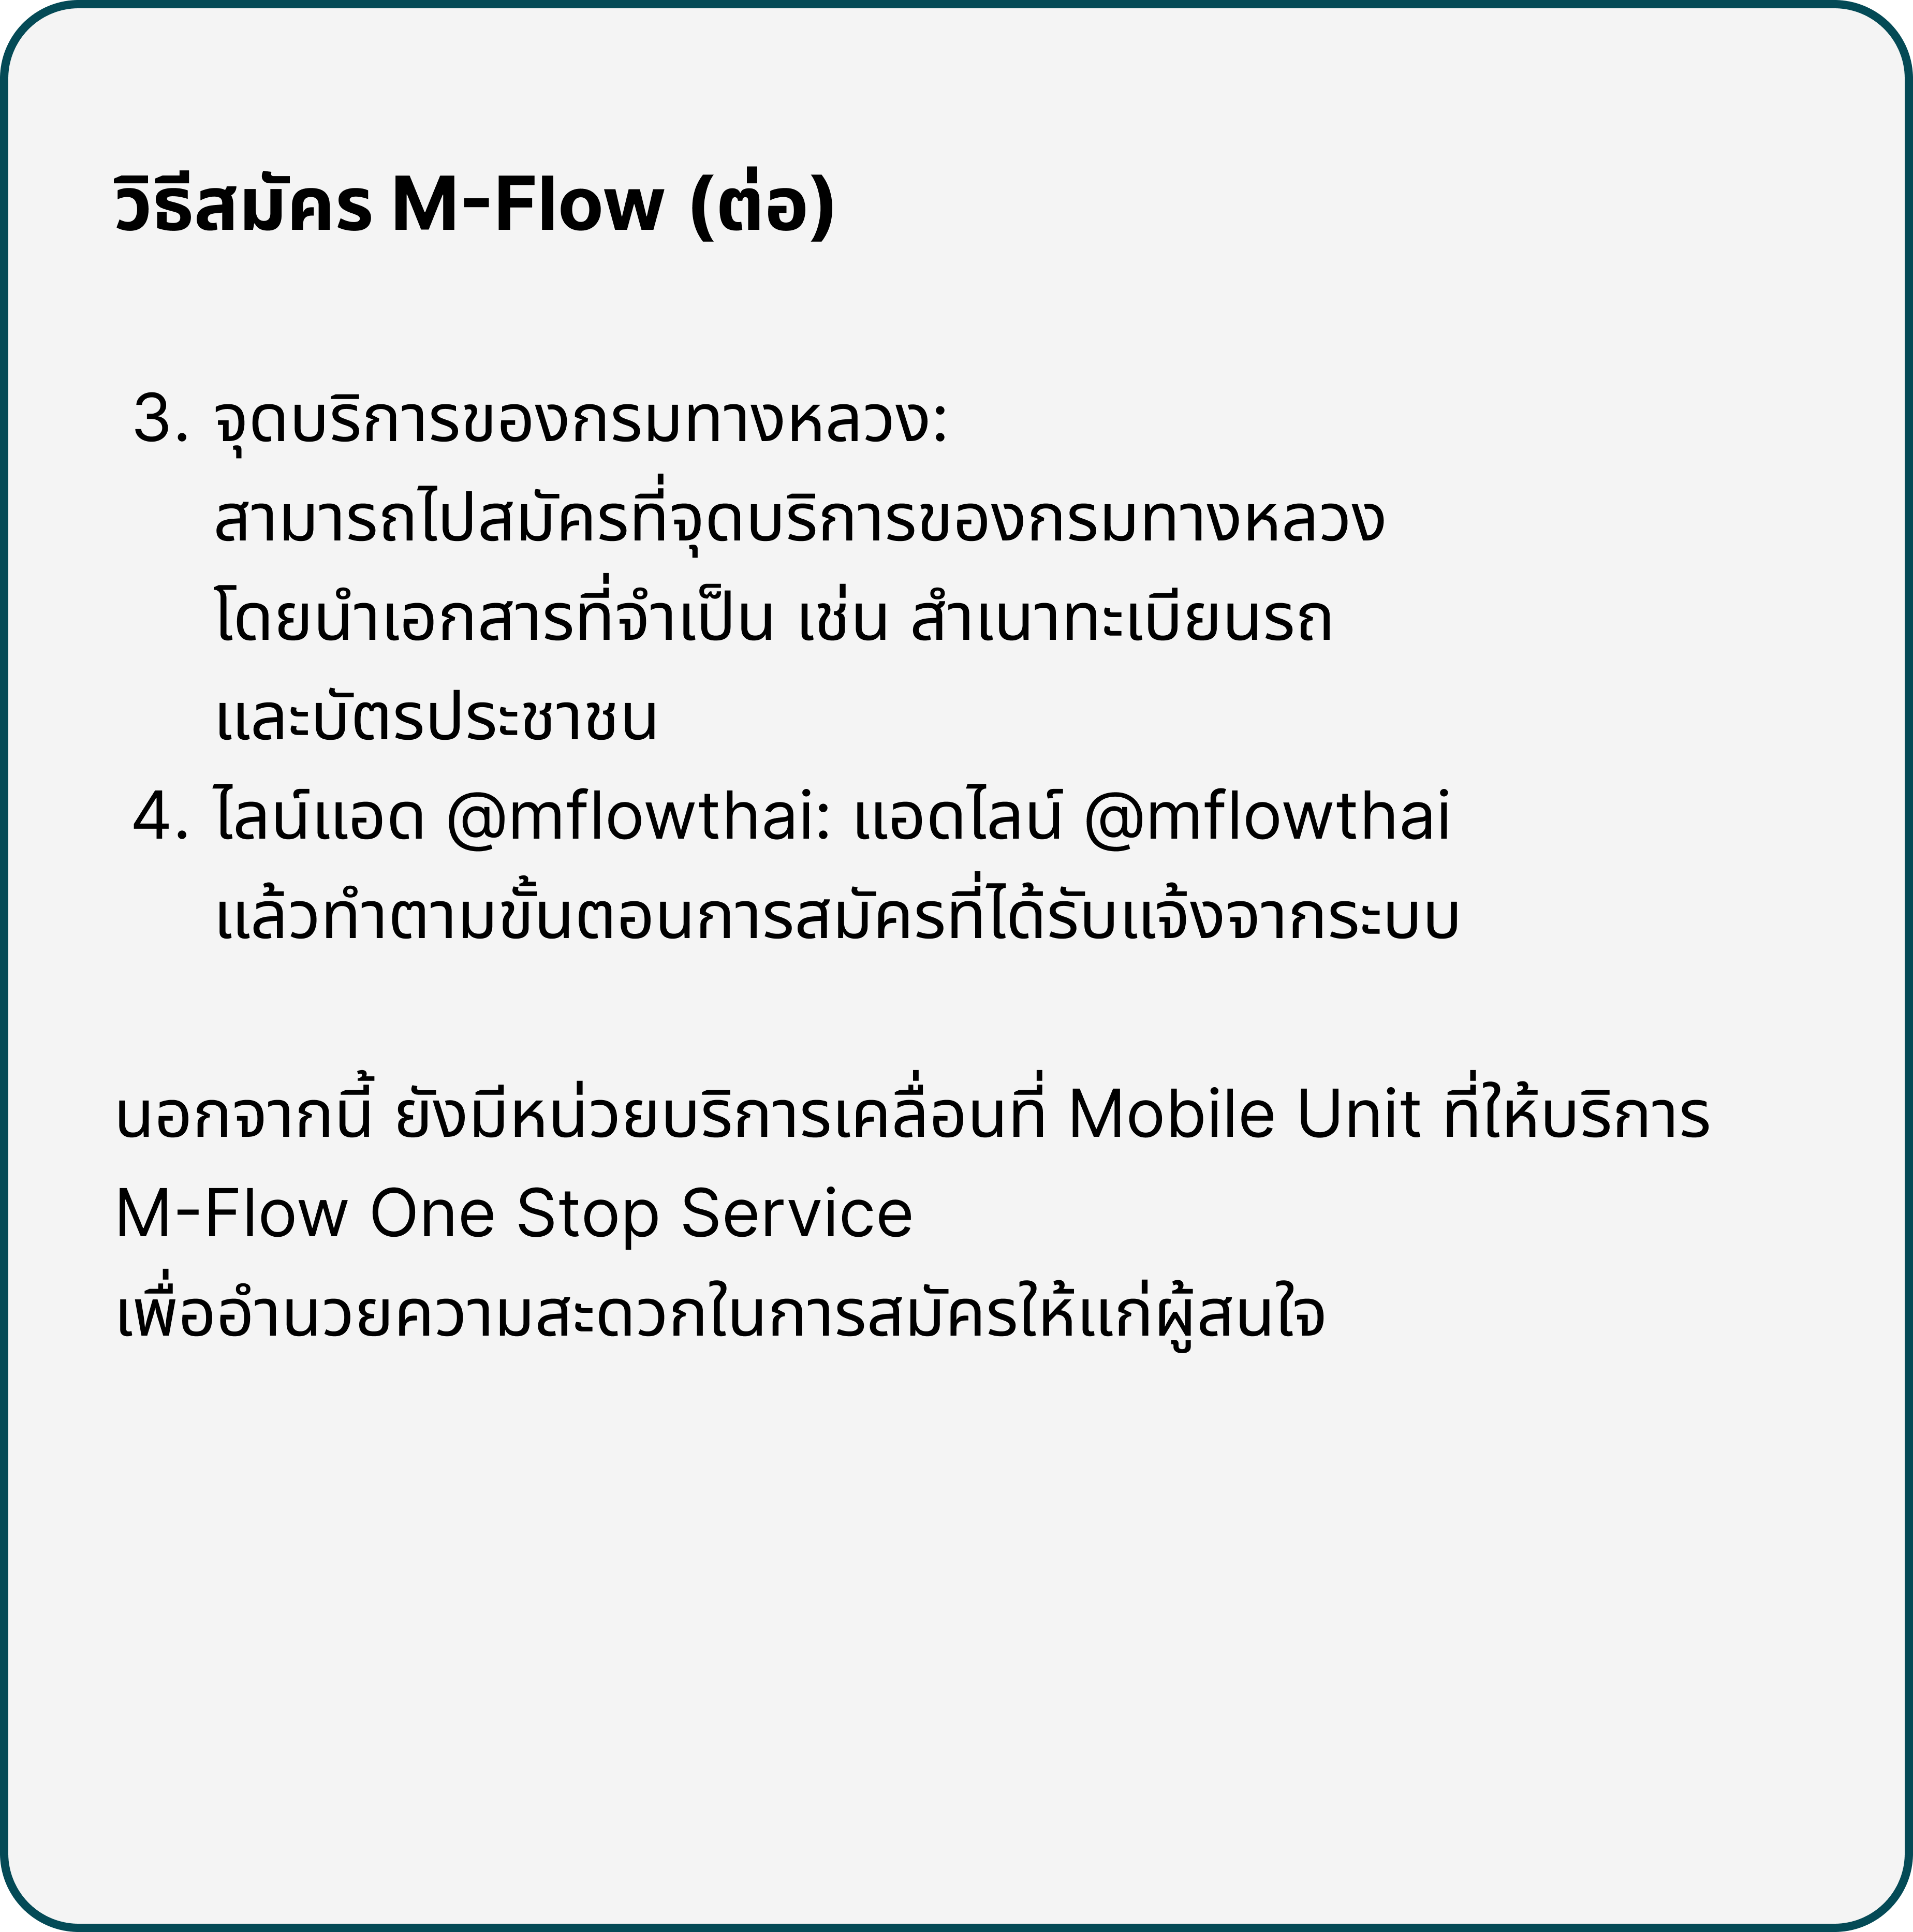 วิธีสมัคร M-Flow (ต่อ)
3. จุดบริการของกรมทางหลวง:
สามารถไปสมัครที่จุดบริการของกรมทางหลวง
โดยนำเอกสารที่จำเป็น เช่น สำเนาทะเบียนรถ
และบัตรประชาชน
4. ไลน์แอด @mflowthai: แอดไลน์ @mflowthai
แล้วทำตามขั้นตอนการสมัครที่ได้รับแจ้งจากระบบ
นอกจากนี้ ยังมีหน่วยบริการเคลื่อนที่ Mobile Unit ที่ให้บริการ
M-Flow One Stop Service
เพื่ออำนวยความสะดวกในการสมัครให้แก่ผู้สนใจ